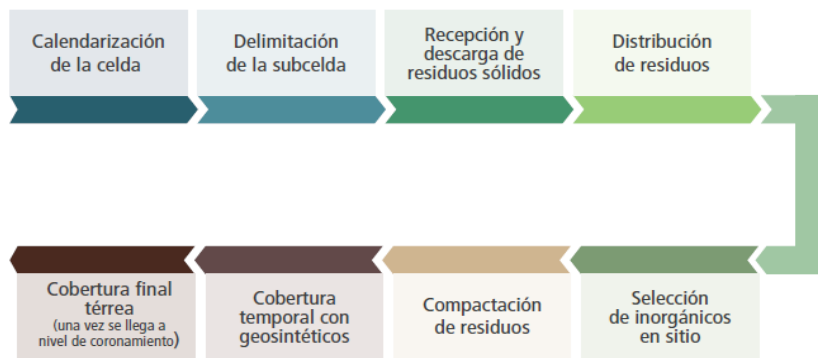 Calendarización
de la celda
Delimitación
de la subcelda
Recepción y
descarga de
residuos sólidos
Distribución
de residuos
Selección
de inorgánicos
en sitio
Compactación
de residuos
Cobertura
temporal con
geosintéticos
Cobertura final
térrea
(una vez se llega a
nivel de coronamiento)